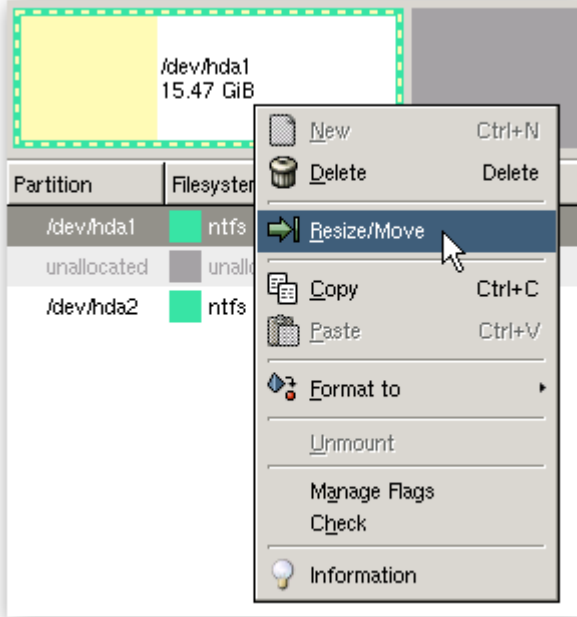 /dev/hda1
15.47 GiB
Partition Filesyster
/dev/hda1 ntfs
unallocated unallo
/dev/hda2 ntfs
New Ctrl+N
Delete Delete
Resize/Move
Copy Ctrl+C
Paste Ctrl+V
Format to
Unmount
Manage Flags
Check
Information